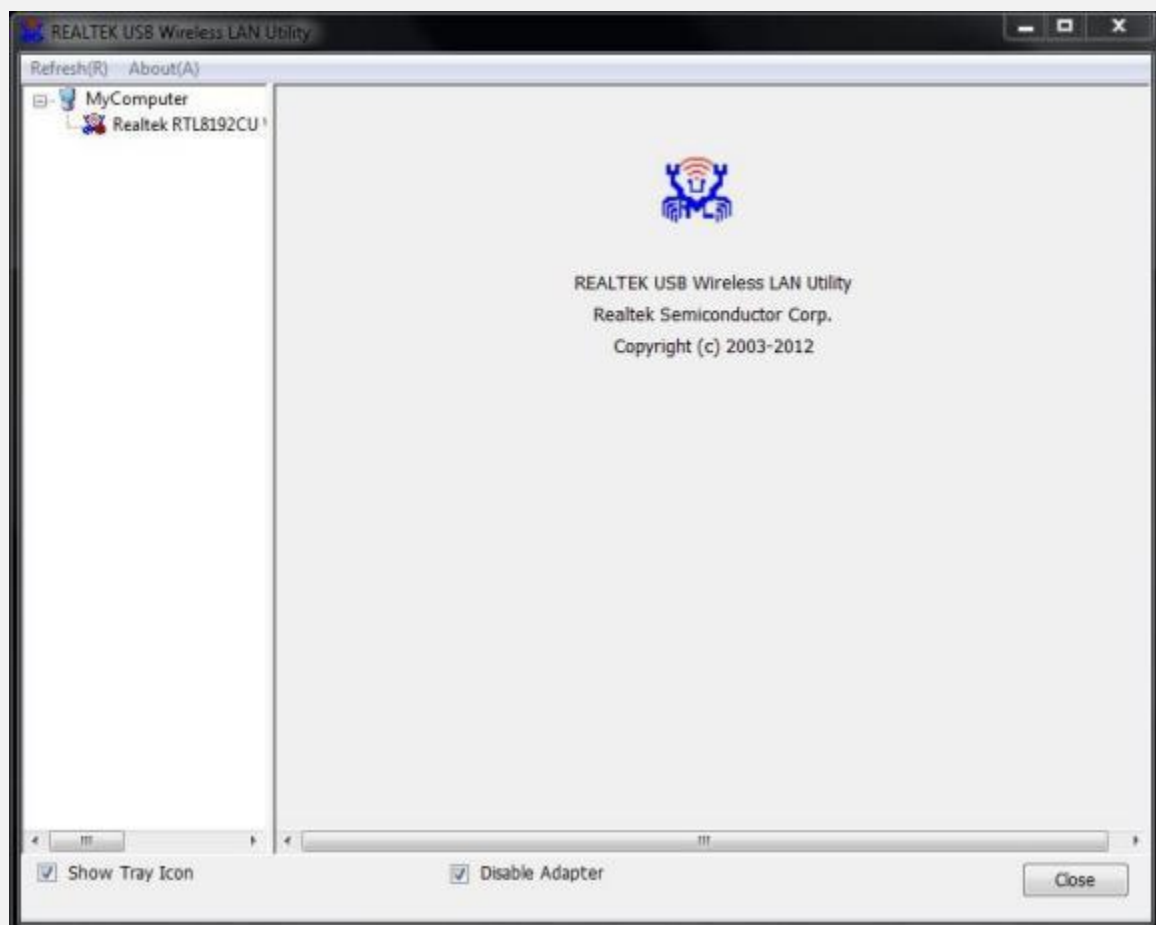 REALTEK USB Wireless LAN Utility
Refresh(R) About(A)
MyComputer
Realtek RTL8192CU
REALTEK USB Wireless LAN Utility
Realtek Semiconductor Corp.
Copyright (c) 2003-2012
Show Tray Icon
Disable Adapter
Close